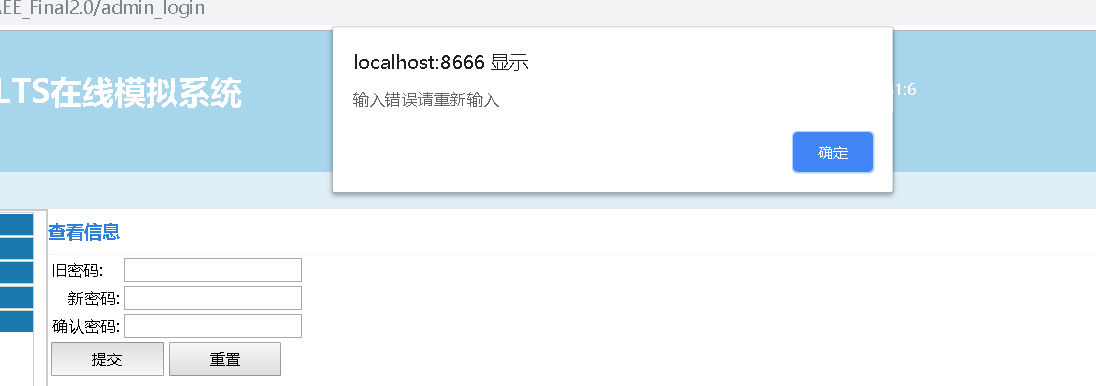 EE_Final2.0/admin_login
localhost:8666 显示
LTS在线模拟系统
输入错误请重新输入
1:6
确定
查看信息
旧密码:
新密码:
确认密码:
提交 重置